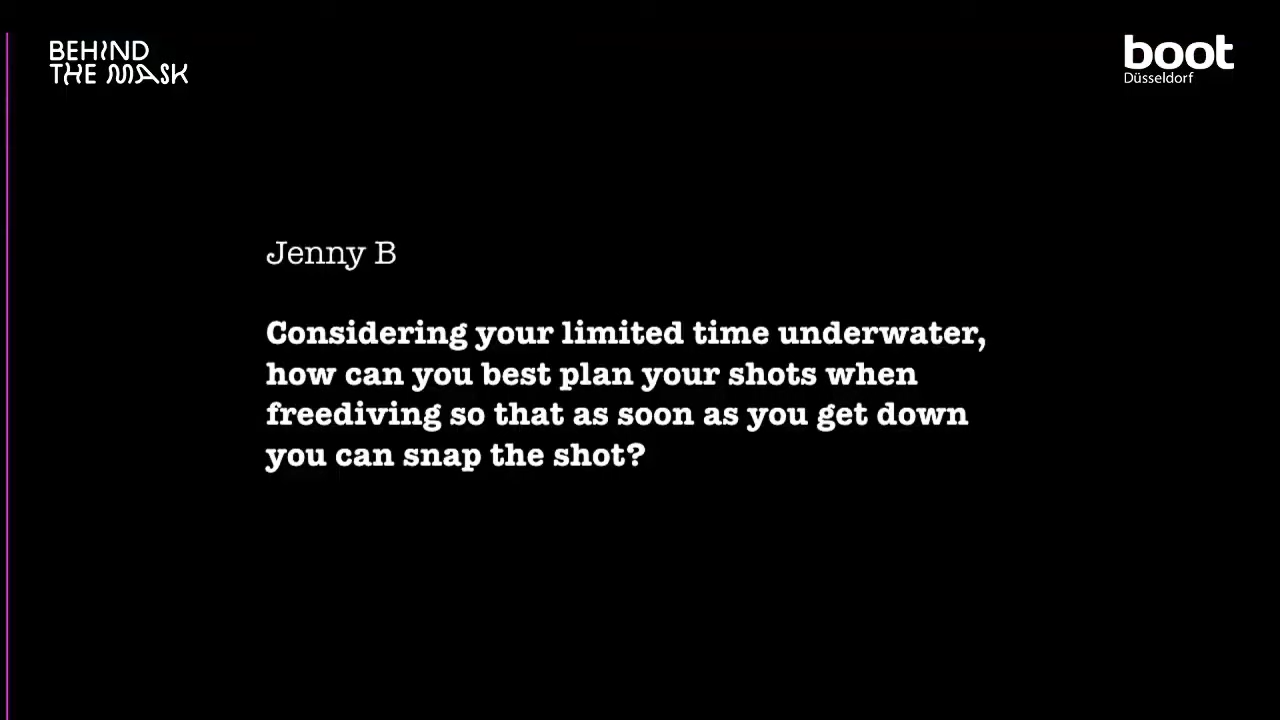 BEHIND
THE MASK
boot
Düsseldorf
Jenny B
Considering your limited time underwater,
how can you best plan your shots when
freediving so that as soon as you get down
you can snap the shot?